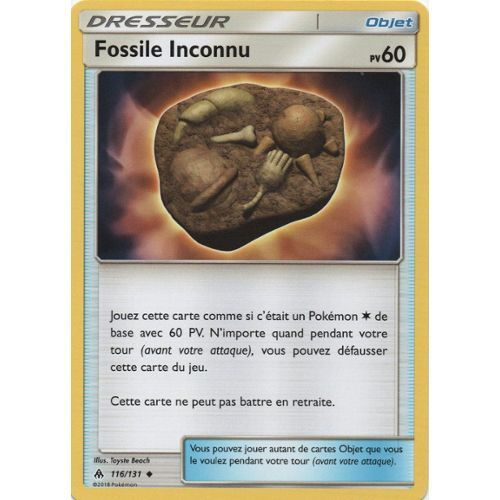 DRESSEUR Objet
Fossile Inconnu PV60
Jouez cette carte comme si c'était un Pokémon de
base avec 60 PV. N'importe quand pendant votre
tour (avant votre attaque), vous pouvez défausser
cette carte du jeu.
Cette carte ne peut pas battre en retraite.
Vous pouvez jouer autant de cartes Objet que vous
le voulez pendant votre tour (avant votre attaque).
Illus. Toyste Beach
116/131
©2018 Pokémon